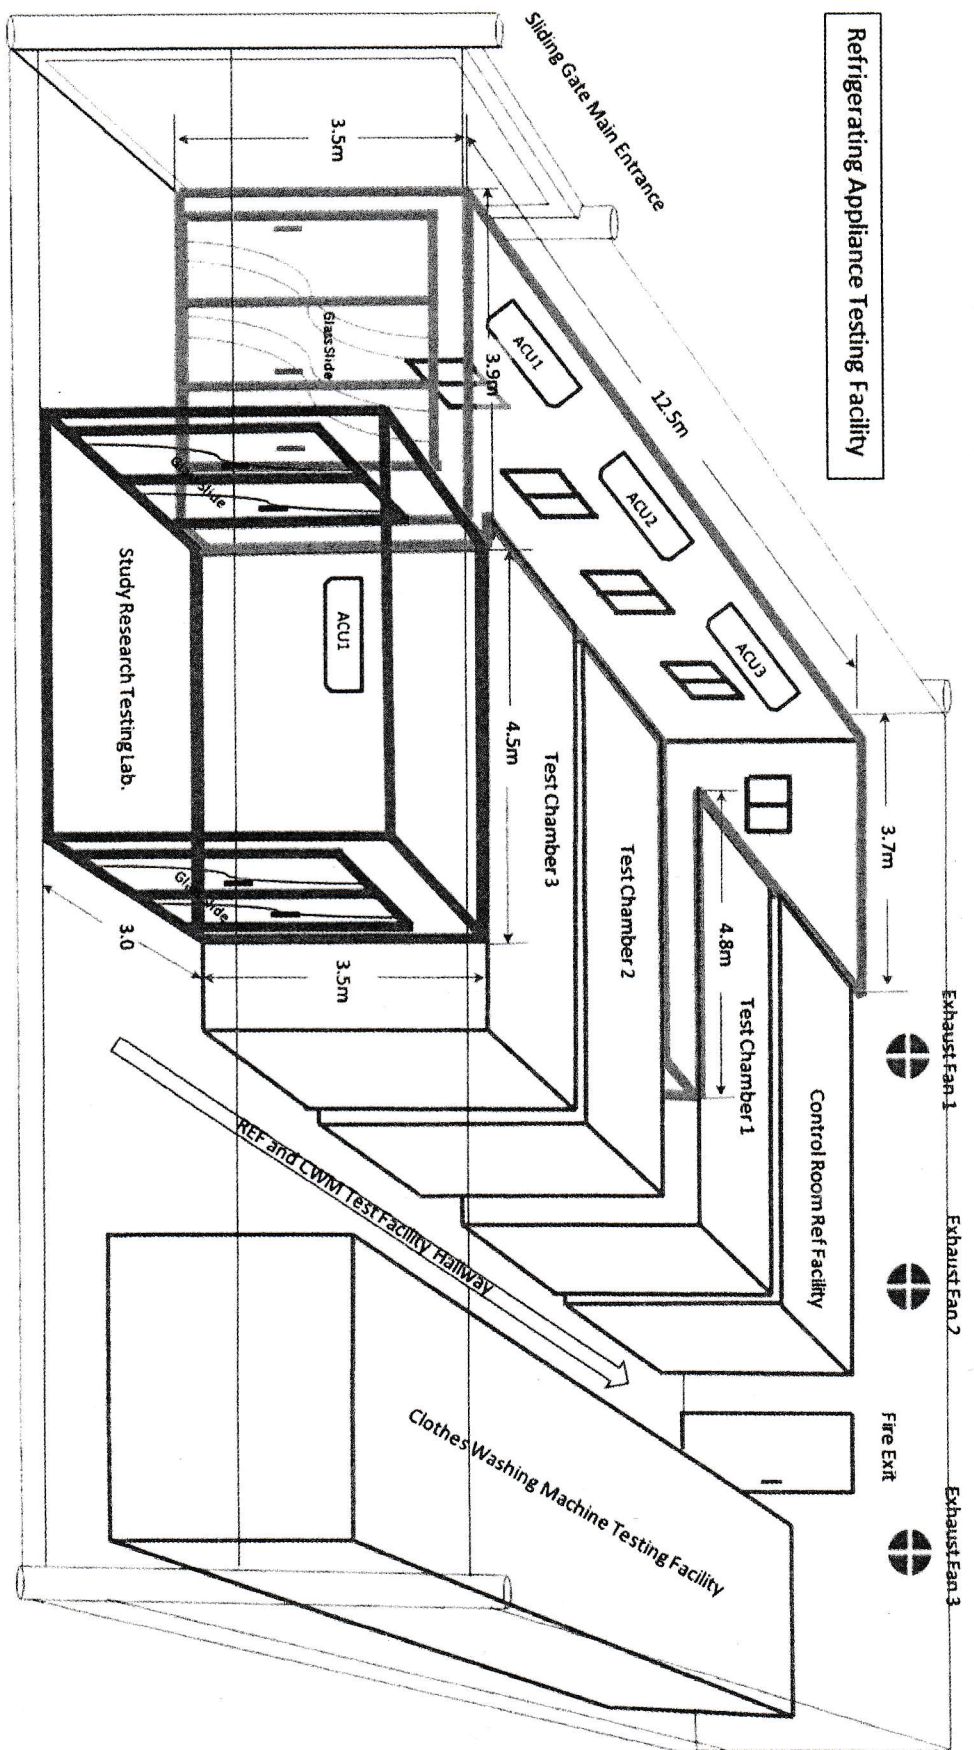 Refrigerating Appliance Testing Facility
Sliding Gate Main Entrance
Exhaust Fan 1
Exhaust Fan 2
Exhaust Fan 3
12.5m
3.7m
ACU1
ACU2
ACU3
3.5m
3.9m
Glass Slide
4.8m
Control Room Ref Facility
Test Chamber 1
Test Chamber 2
Test Chamber 3
Fire Exit
4.5m
ACU1
Glass Slide
Study Research Testing Lab.
3.5m
3.0
REF and CWM Test Facility Hallway
Clothes Washing Machine Testing Facility